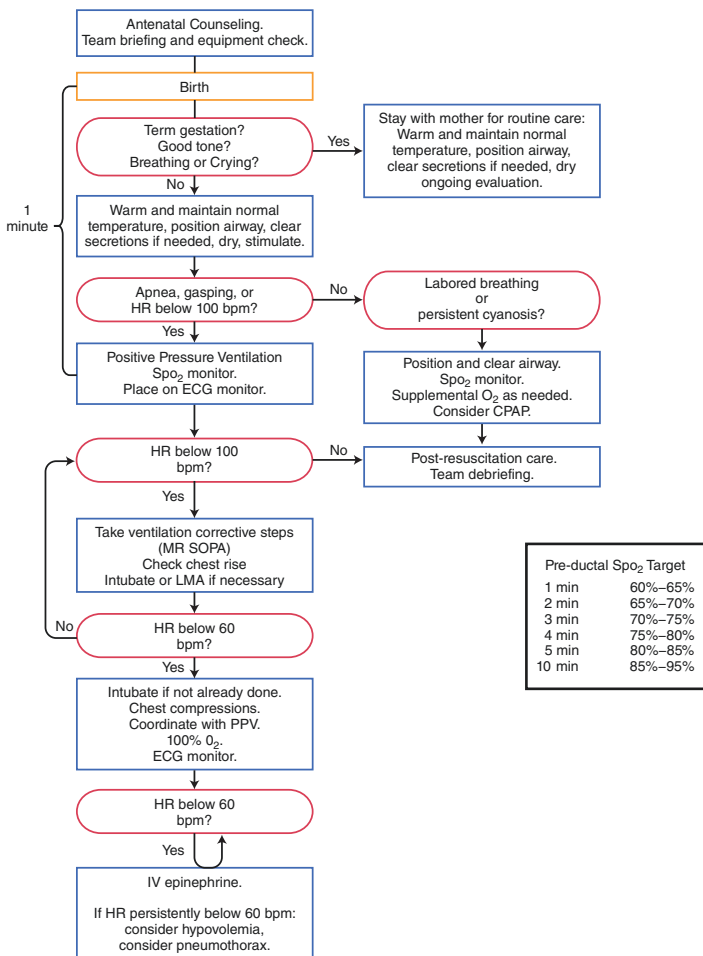 Antenatal Counseling.
Team briefing and equipment check.
Birth
Term gestation?
Good tone?
Breathing or Crying?
Yes
Stay with mother for routine care:
Warm and maintain normal
temperature, position airway,
clear secretions if needed, dry
ongoing evaluation.
No
1
minute
Warm and maintain normal
temperature, position airway, clear
secretions if needed, dry, stimulate.
Apnea, gasping, or
HR below 100 bpm?
No
Labored breathing
or
persistent cyanosis?
Yes
Positive Pressure Ventilation
Spo₂ monitor.
Place on ECG monitor.
Position and clear airway.
Spo₂ monitor.
Supplemental O₂ as needed.
Consider CPAP.
HR below 100
bpm?
No
Post-resuscitation care.
Team debriefing.
Yes
Take ventilation corrective steps
(MR SOPA)
Check chest rise
Intubate or LMA if necessary
No
HR below 60
bpm?
Yes
Intubate if not already done.
Chest compressions.
Coordinate with PPV.
100% 0₂.
ECG monitor.
HR below 60
bpm?
Yes
IV epinephrine.
If HR persistently below 60 bpm:
consider hypovolemia,
consider pneumothorax.
Pre-ductal Spo₂ Target
1 min 60%–65%
2 min 65%–70%
3 min 70%–75%
4 min 75%–80%
5 min 80%–85%
10 min 85%–95%